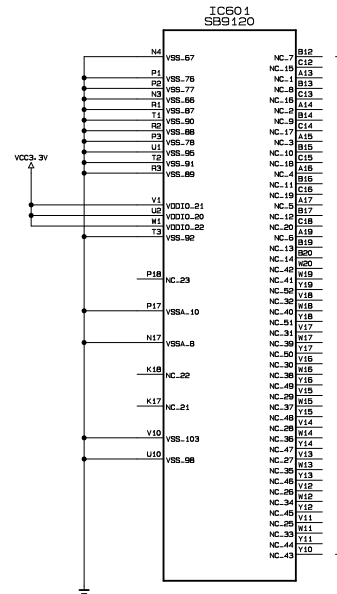 IC601
SB9120
N4 VSS_67
P1 VSS_76
P2 VSS_77
N3 VSS_66
R1 VSS_87
T1 VSS_90
R2 VSS_88
P3 VSS_78
U1 VSS_95
T2 VSS_91
R3 VSS_89
VCC3.3V
V1 VDDIO_21
U2 VDDIO_20
W1 VDDIO_22
T3 VSS_92
P18 NC_23
P17 VSSA_10
N17 VSSA_8
K18 NC_22
K17 NC_21
V10 VSS_103
U10 VSS_98
NC_7 B12
NC_15 C12
NC_1 A13
NC_8 B13
NC_16 C13
NC_2 A14
NC_9 B14
NC_17 C14
NC_3 A15
NC_10 B15
NC_18 C15
NC_4 A16
NC_11 B16
NC_19 C16
NC_5 A17
NC_12 B17
NC_20 C18
NC_6 A19
NC_13 B19
NC_14 B20
NC_42 W20
NC_41 W19
NC_52 Y19
NC_32 V18
NC_40 W18
NC_51 Y18
NC_31 V17
NC_39 W17
NC_50 Y17
NC_30 V16
NC_38 W16
NC_49 Y16
NC_29 V15
NC_37 W15
NC_48 Y15
NC_28 V14
NC_36 W14
NC_47 Y14
NC_27 V13
NC_35 W13
NC_46 Y13
NC_26 V12
NC_34 W12
NC_45 Y12
NC_25 V11
NC_33 W11
NC_44 Y11
NC_43 Y10